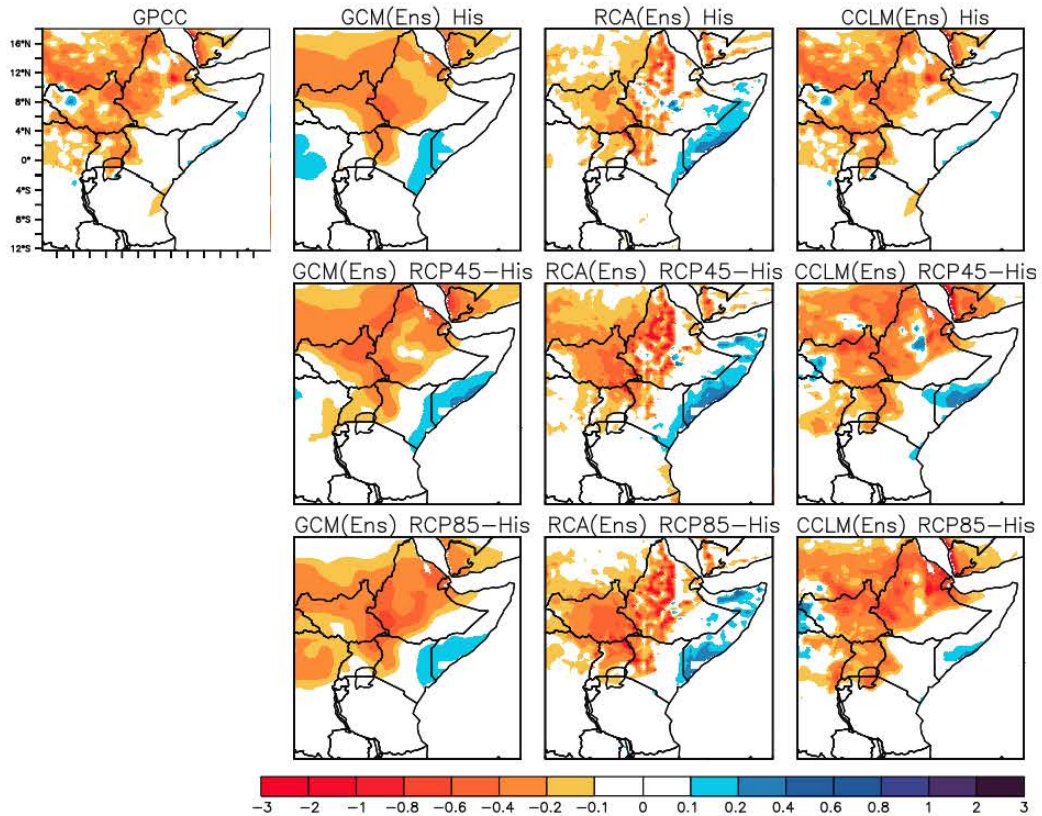 GPCC
GCM(Ens) His
RCA(Ens) His
CCLM(Ens) His
16°N
12°N
8°N
4°N
0°
4°S
8°S
12°S
GCM(Ens) RCP45-His
RCA(Ens) RCP45-His
CCLM(Ens) RCP45-His
GCM(Ens) RCP85-His
RCA(Ens) RCP85-His
CCLM(Ens) RCP85-His
-3 -2 -1 -0.8 -0.6 -0.4 -0.2 -0.1 0 0.1 0.2 0.4 0.6 0.8 1 2 3